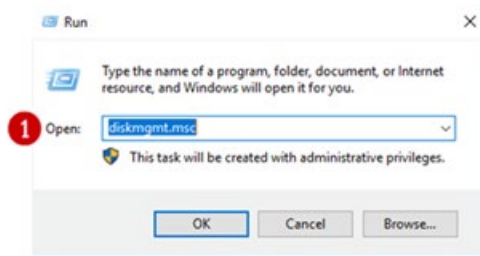 Run
Type the name of a program, folder, document, or Internet
resource, and Windows will open it for you.
1 Open: diskmgmt.msc
This task will be created with administrative privileges.
OK Cancel Browse...